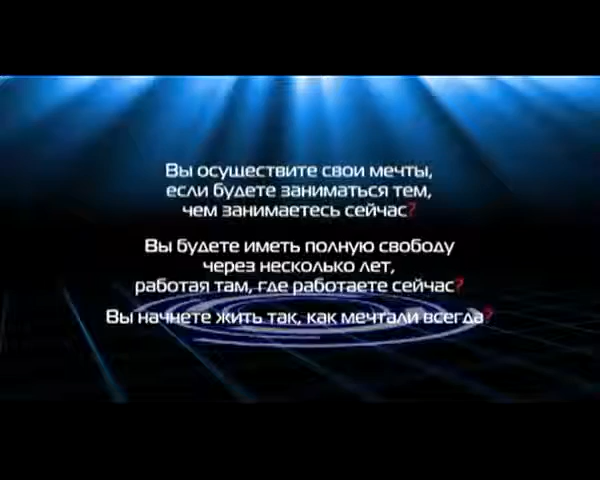 Вы осуществите свои мечты,
если будете заниматься тем,
чем занимаетесь сейчас?
Вы будете иметь полную свободу
через несколько лет,
работая там, где работаете сейчас?
Вы начнете жить так, как мечтали всегда?